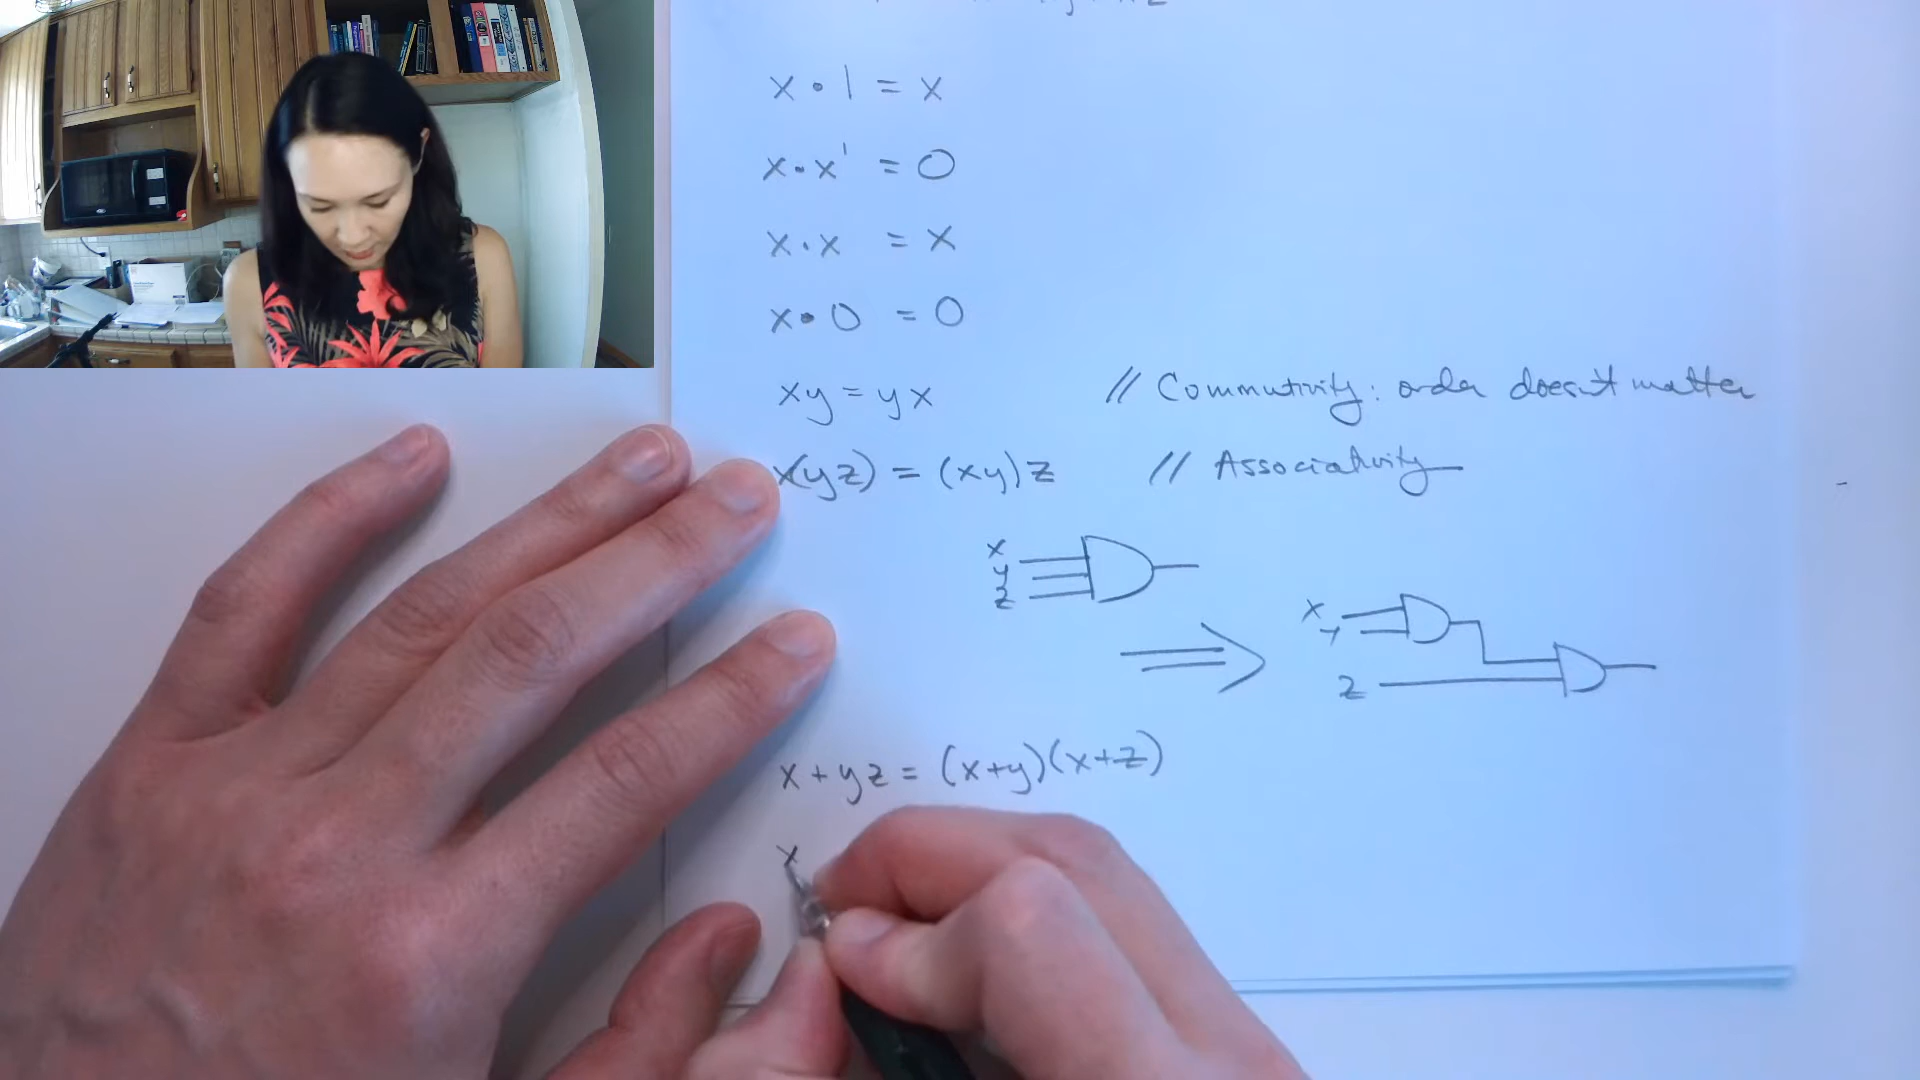 x · 1 = x
x · x' = 0
x · x = x
x · 0 = 0
xy = yx // Commutivity: order doesn't matter
x(yz) = (xy)z // Associativity
x
y
z
x
y
z
x + yz = (x+y)(x+z)
x